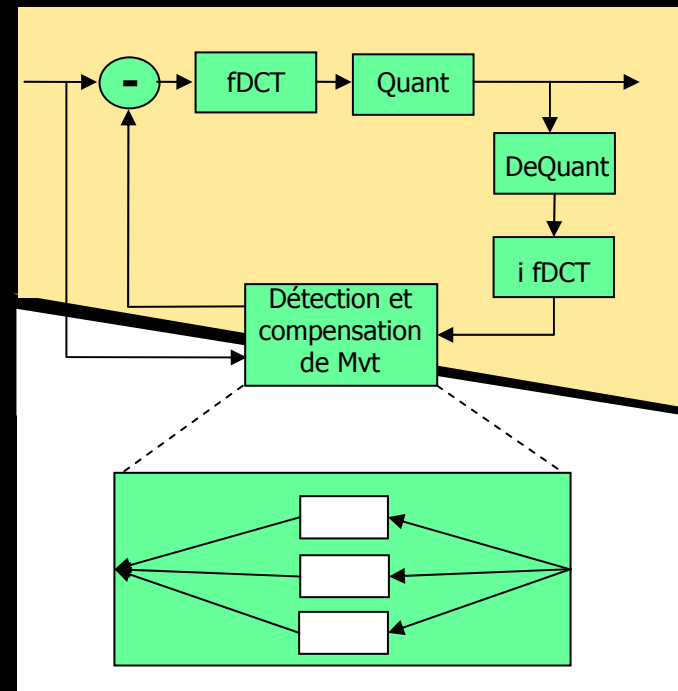 -
fDCT
Quant
DeQuant
i fDCT
Détection et
compensation
de Mvt